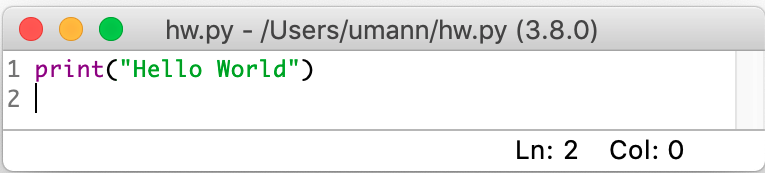 hw.py - /Users/umann/hw.py (3.8.0)
1 print("Hello World")
2
Ln: 2 Col: 0